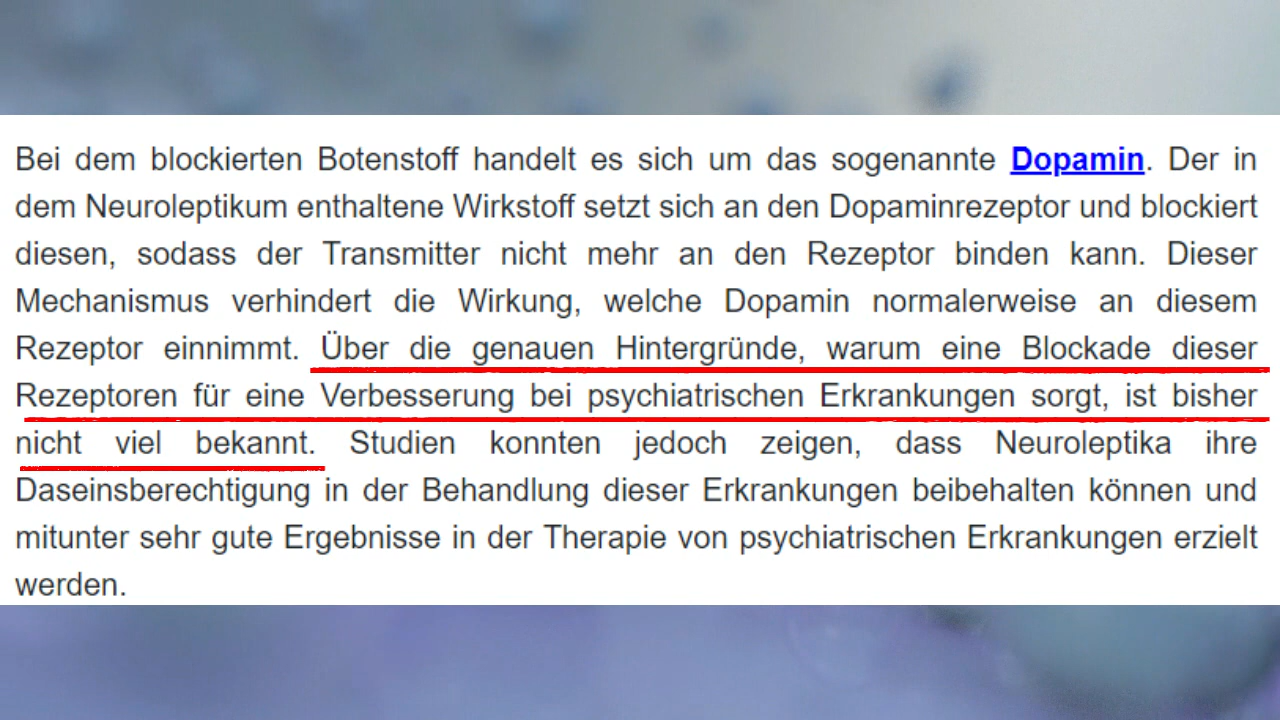 Bei dem blockierten Botenstoff handelt es sich um das sogenannte Dopamin. Der in
dem Neuroleptikum enthaltene Wirkstoff setzt sich an den Dopaminrezeptor und blockiert
diesen, sodass der Transmitter nicht mehr an den Rezeptor binden kann. Dieser
Mechanismus verhindert die Wirkung, welche Dopamin normalerweise an diesem
Rezeptor einnimmt. Über die genauen Hintergründe, warum eine Blockade dieser
Rezeptoren für eine Verbesserung bei psychiatrischen Erkrankungen sorgt, ist bisher
nicht viel bekannt. Studien konnten jedoch zeigen, dass Neuroleptika ihre
Daseinsberechtigung in der Behandlung dieser Erkrankungen beibehalten können und
mitunter sehr gute Ergebnisse in der Therapie von psychiatrischen Erkrankungen erzielt
werden.